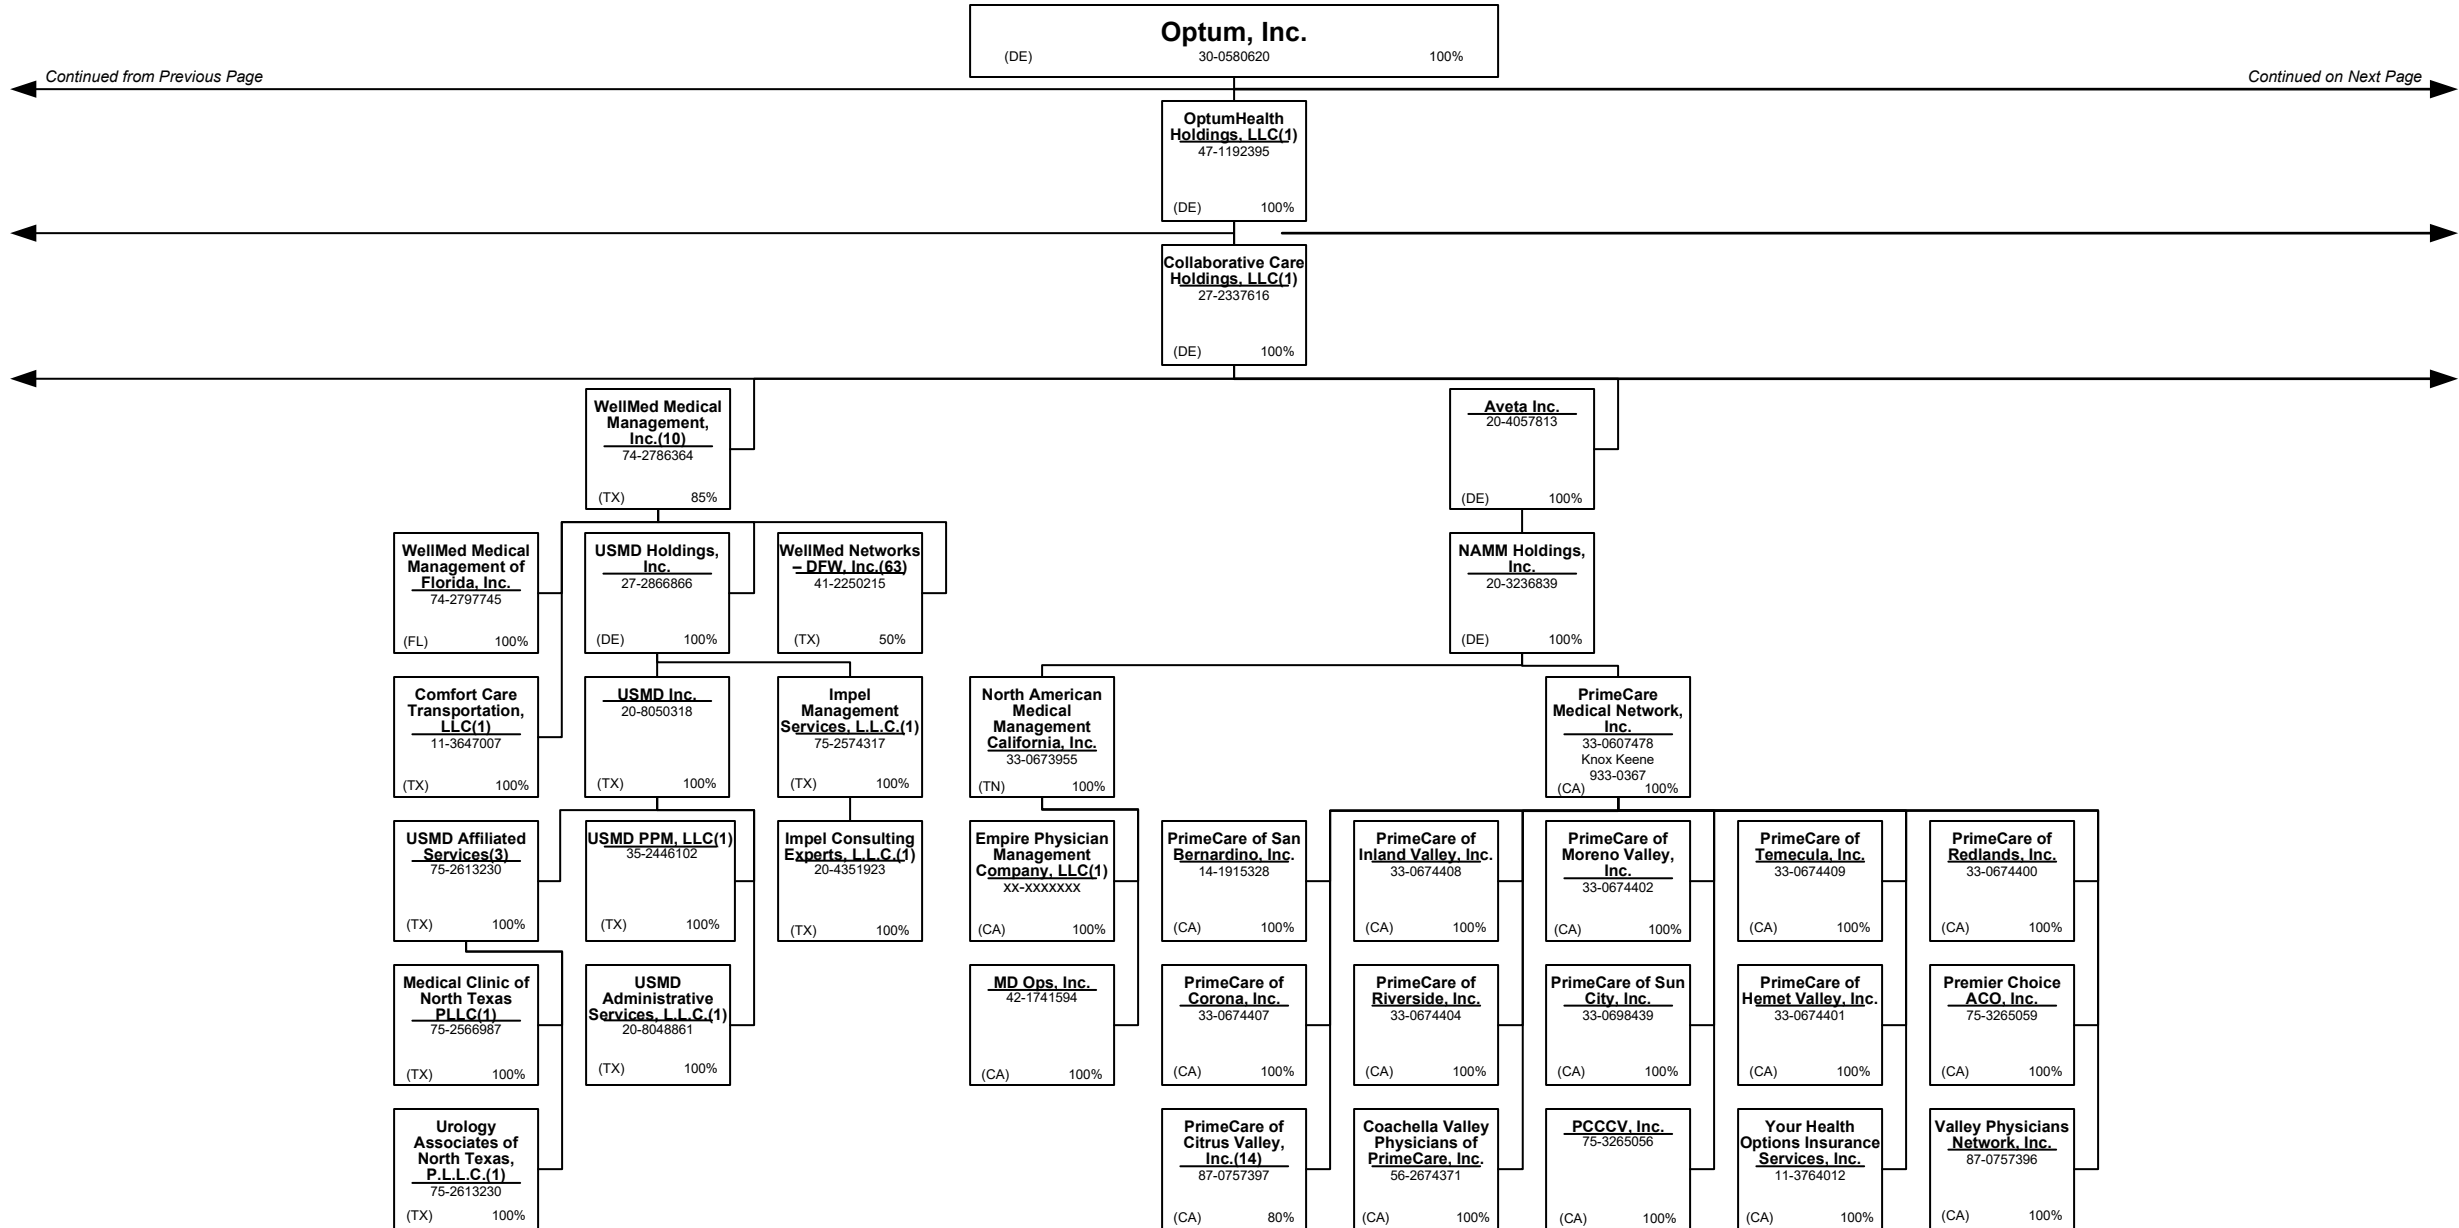 Optum, Inc.
(DE) 30-0580620 100%
Continued from Previous Page
Continued on Next Page
OptumHealth
Holdings, LLC(1)
47-1192395
(DE) 100%
Collaborative Care
Holdings, LLC(1)
27-2337616
(DE) 100%
WellMed Medical
Management,
Inc.(10)
74-2786364
(TX) 85%
Aveta Inc.
20-4057813
(DE) 100%
WellMed Medical
Management of
Florida, Inc.
74-2797745
(FL) 100%
USMD Holdings,
Inc.
27-2866866
(DE) 100%
WellMed Networks
– DFW, Inc.(63)
41-2250215
(TX) 50%
NAMM Holdings,
Inc.
20-3236839
(DE) 100%
Comfort Care
Transportation,
LLC(1)
11-3647007
(TX) 100%
USMD Inc.
20-8050318
(TX) 100%
Impel
Management
Services, L.L.C.(1)
75-2574317
(TX) 100%
North American
Medical
Management
California, Inc.
33-0673955
(TN) 100%
PrimeCare
Medical Network,
Inc.
33-0607478
Knox Keene
933-0367
(CA) 100%
USMD Affiliated
Services(3)
75-2613230
(TX) 100%
USMD PPM, LLC(1)
35-2446102
(TX) 100%
Impel Consulting
Experts, L.L.C.(1)
20-4351923
(TX) 100%
Empire Physician
Management
Company, LLC(1)
xx-xxxxxxx
(CA) 100%
PrimeCare of San
Bernardino, Inc.
14-1915328
(CA) 100%
PrimeCare of
Inland Valley, Inc.
33-0674408
(CA) 100%
PrimeCare of
Moreno Valley,
Inc.
33-0674402
(CA) 100%
PrimeCare of
Temecula, Inc.
33-0674409
(CA) 100%
PrimeCare of
Redlands, Inc.
33-0674400
(CA) 100%
Medical Clinic of
North Texas
PLLC(1)
75-2566987
(TX) 100%
USMD
Administrative
Services, L.L.C.(1)
20-8048861
(TX) 100%
MD Ops, Inc.
42-1741594
(CA) 100%
PrimeCare of
Corona, Inc.
33-0674407
(CA) 100%
PrimeCare of
Riverside, Inc.
33-0674404
(CA) 100%
PrimeCare of Sun
City, Inc.
33-0698439
(CA) 100%
PrimeCare of
Hemet Valley, Inc.
33-0674401
(CA) 100%
Premier Choice
ACO, Inc.
75-3265059
(CA) 100%
Urology
Associates of
North Texas,
P.L.L.C.(1)
75-2613230
(TX) 100%
PrimeCare of
Citrus Valley,
Inc.(14)
87-0757397
(CA) 80%
Coachella Valley
Physicians of
PrimeCare, Inc.
56-2674371
(CA) 100%
PCCCV, Inc.
75-3265056
(CA) 100%
Your Health
Options Insurance
Services, Inc.
11-3764012
(CA) 100%
Valley Physicians
Network, Inc.
87-0757396
(CA) 100%